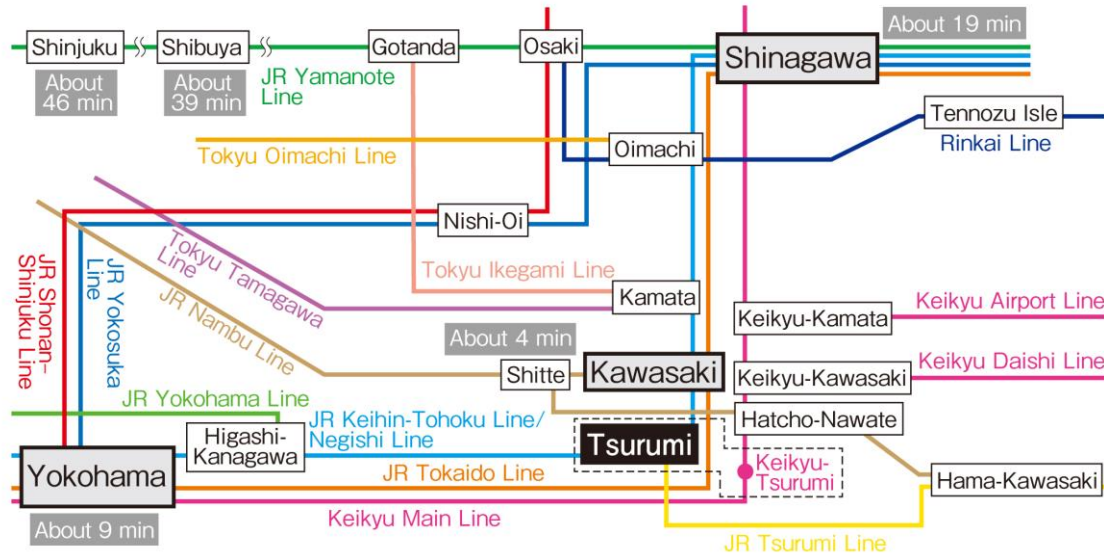 Shinjuku
Shibuya
Gotanda
Osaki
About 19 min
Shinagawa
About
46 min
About
39 min
JR Yamanote
Line
Tennozu Isle
Rinkai Line
Tokyu Oimachi Line
Oimachi
Nishi-Oi
JR Shonan-
Shinjuku Line
JR Yokosuka
Line
Tokyu Tamagawa
Line
JR Nambu Line
Tokyu Ikegami Line
Kamata
Keikyu-Kamata
Keikyu Airport Line
About 4 min
Shitte
Kawasaki
Keikyu-Kawasaki
Keikyu Daishi Line
JR Yokohama Line
Hatcho-Nawate
Higashi-
Kanagawa
JR Keihin-Tohoku Line/
Negishi Line
Tsurumi
Yokohama
JR Tokaido Line
Keikyu-
Tsurumi
Hama-Kawasaki
About 9 min
Keikyu Main Line
JR Tsurumi Line